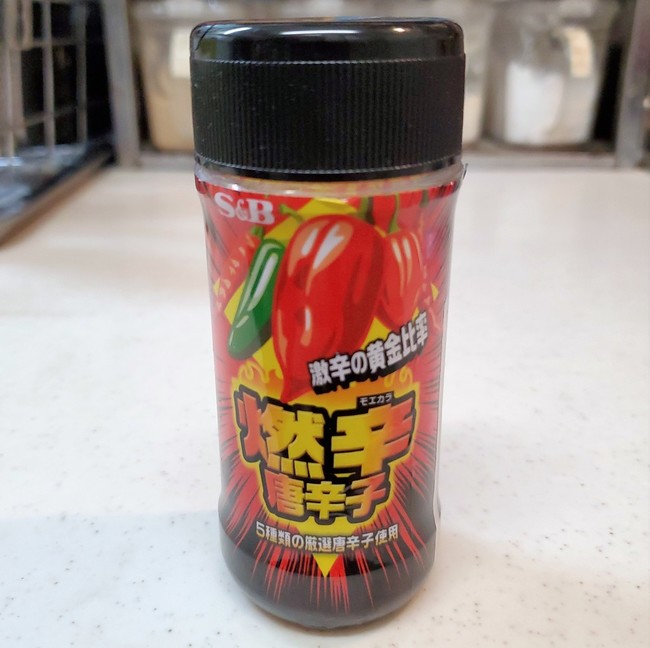 S&B
激辛の黄金比率
モエカラ
燃辛
唐辛子
5種類の厳選唐辛子使用